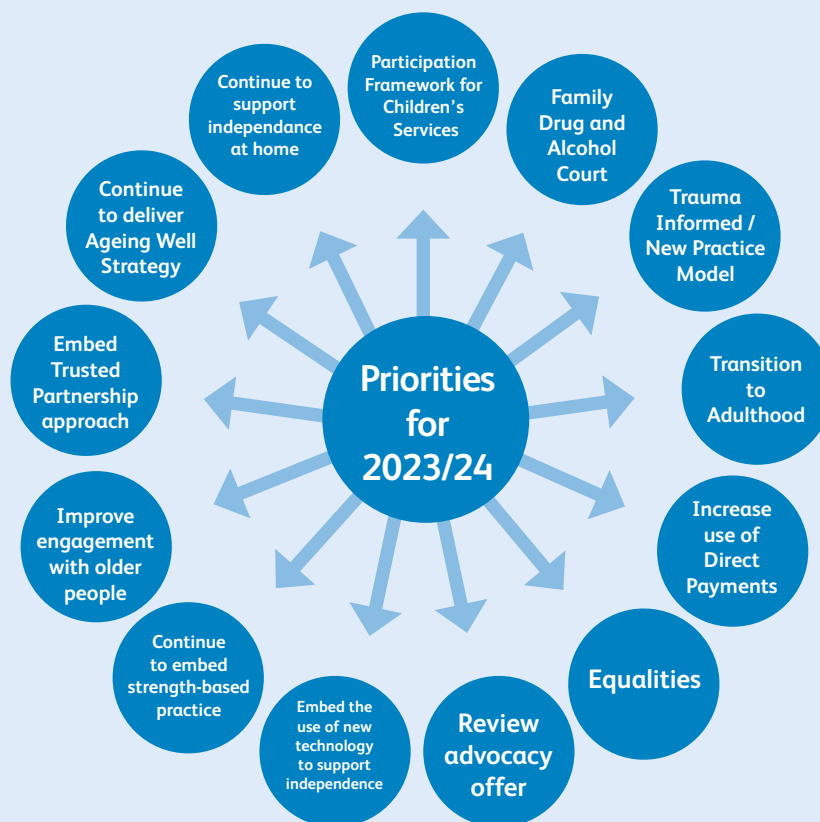 Priorities
for
2023/24
Participation
Framework for
Children's
Services
Family
Drug and
Alcohol
Court
Trauma
Informed /
New Practice
Model
Transition
to
Adulthood
Increase
use of
Direct
Payments
Equalities
Review
advocacy
offer
Embed the
use of new
technology
to support
independence
Continue
to embed
strength-based
practice
Improve
engagement
with older
people
Embed
Trusted
Partnership
approach
Continue
to deliver
Ageing Well
Strategy
Continue to
support
independance
at home